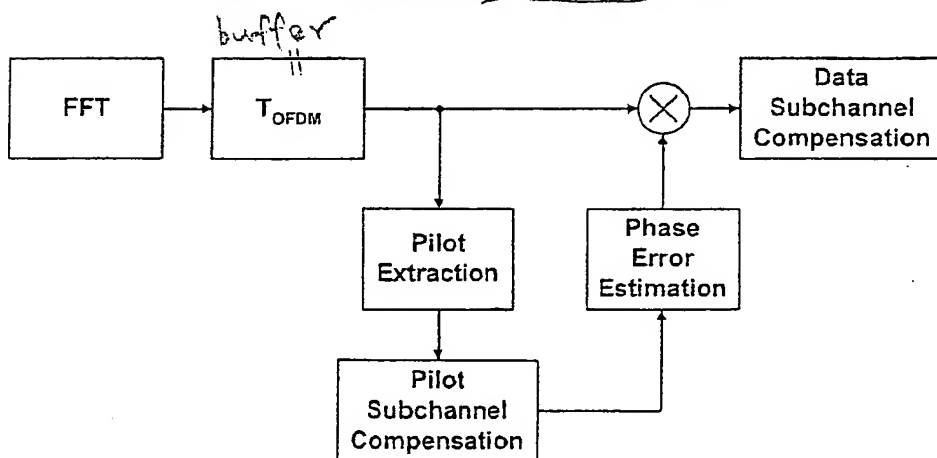 buffer
FFT
T_OFDM
Data
Subchannel
Compensation
Pilot
Extraction
Phase
Error
Estimation
Pilot
Subchannel
Compensation